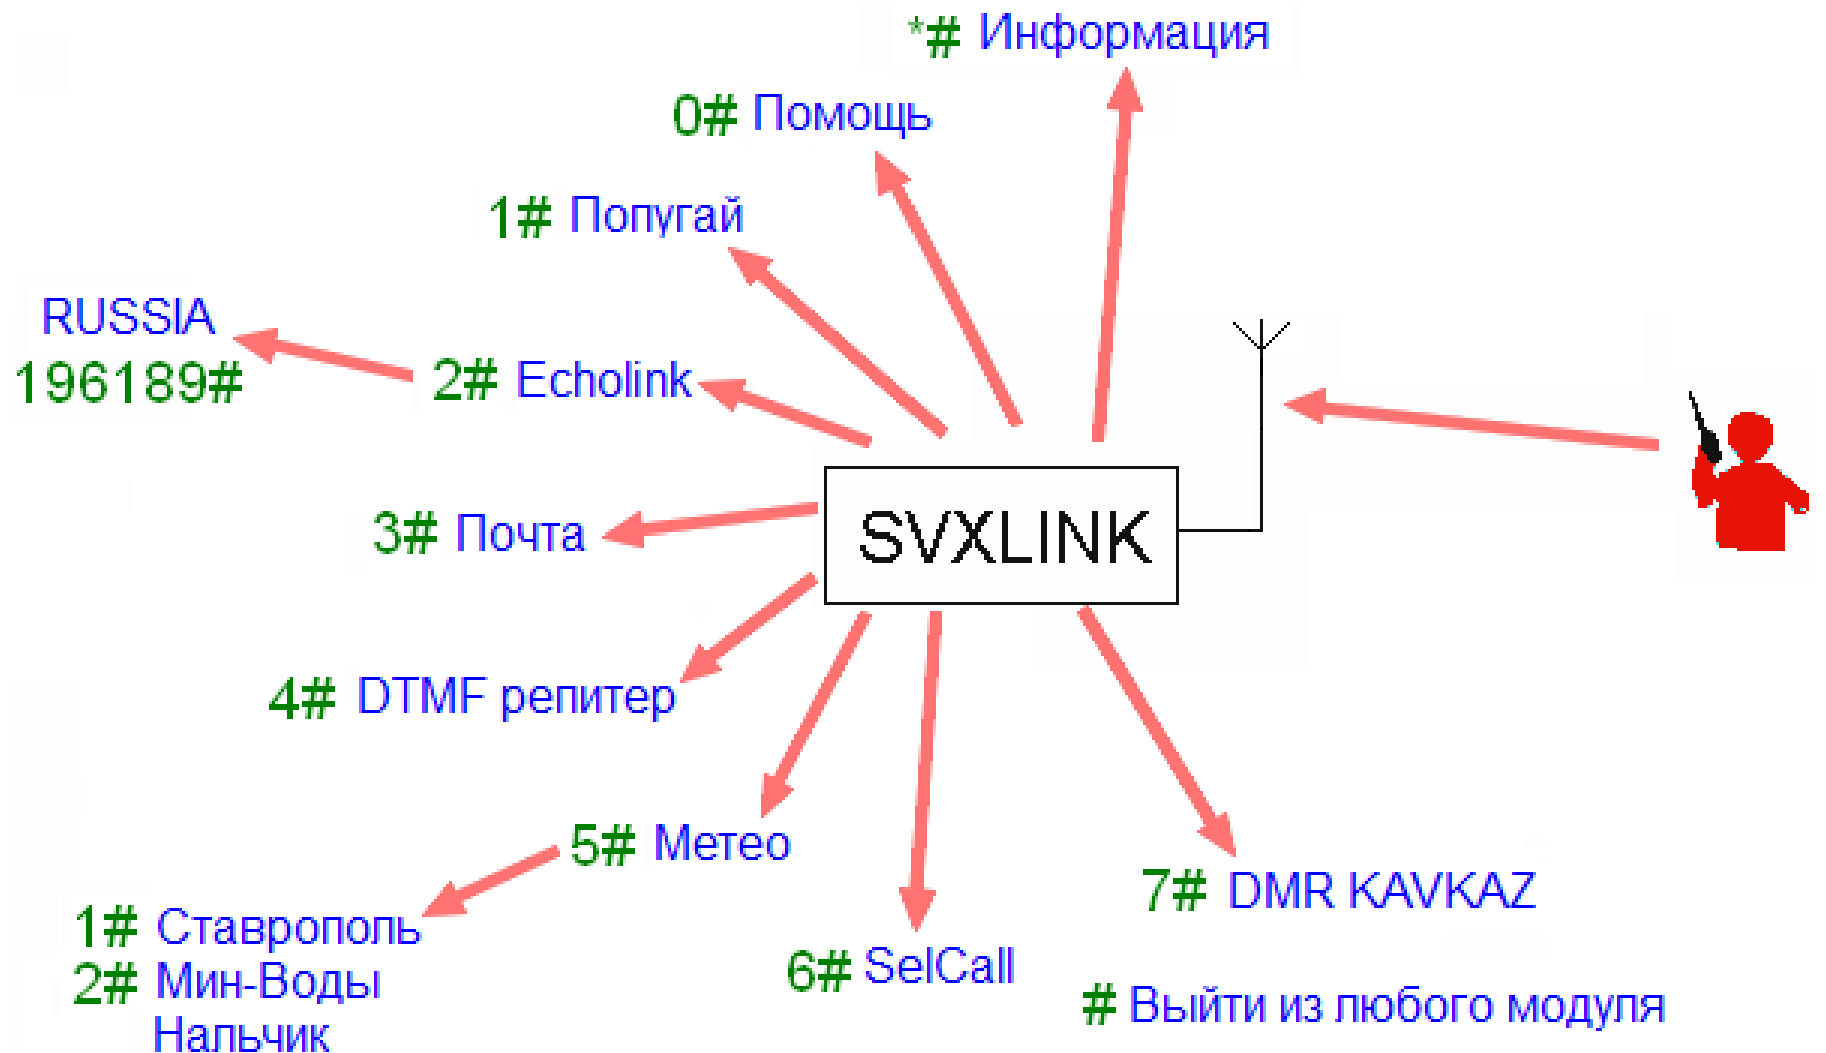 *# Информация
0# Помощь
1# Попугай
RUSSIA
196189#
2# Echolink
3# Почта
SVXLINK
4# DTMF репитер
5# Метео
1# Ставрополь
2# Мин-Воды
Нальчик
6# SelCall
7# DMR KAVKAZ
# Выйти из любого модуля